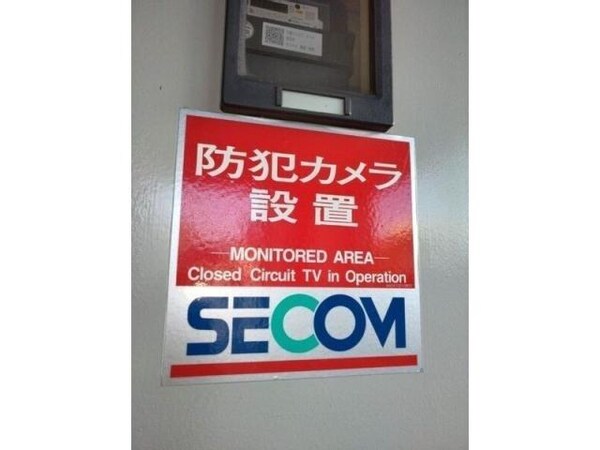 防犯カメラ
設置
MONITORED AREA
Closed Circuit TV in Operation
SECOM